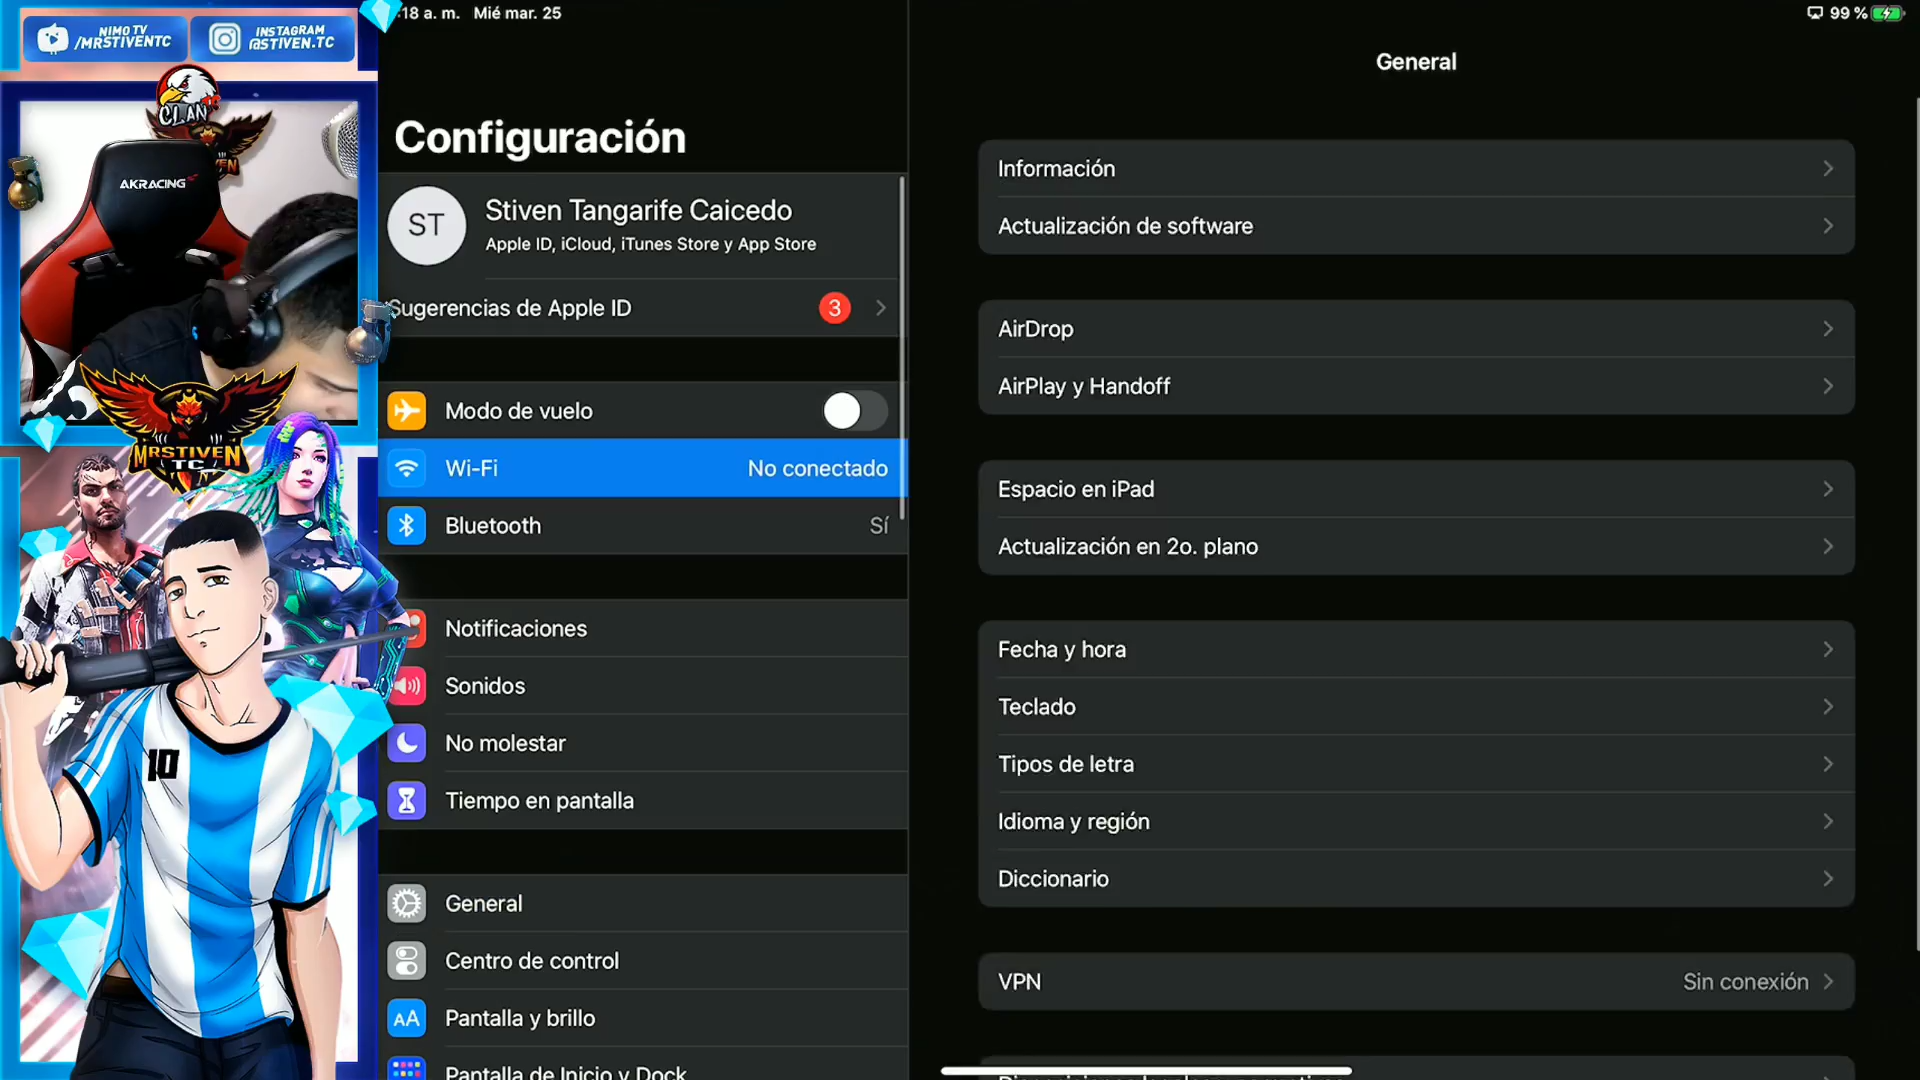 NIMO TV
/MRSTIVENTC
INSTAGRAM
@STIVEN.TC
CLAN TC
AKRACING
MRSTIVEN
TC
10
:18 a. m. Mié mar. 25
99 %
Configuración
ST
Stiven Tangarife Caicedo
Apple ID, iCloud, iTunes Store y App Store
Sugerencias de Apple ID
3
Modo de vuelo
Wi-Fi
No conectado
Bluetooth
Sí
Notificaciones
Sonidos
No molestar
Tiempo en pantalla
General
Centro de control
AA
Pantalla y brillo
Pantalla de Inicio y Dock
General
Información
Actualización de software
AirDrop
AirPlay y Handoff
Espacio en iPad
Actualización en 2o. plano
Fecha y hora
Teclado
Tipos de letra
Idioma y región
Diccionario
VPN
Sin conexión